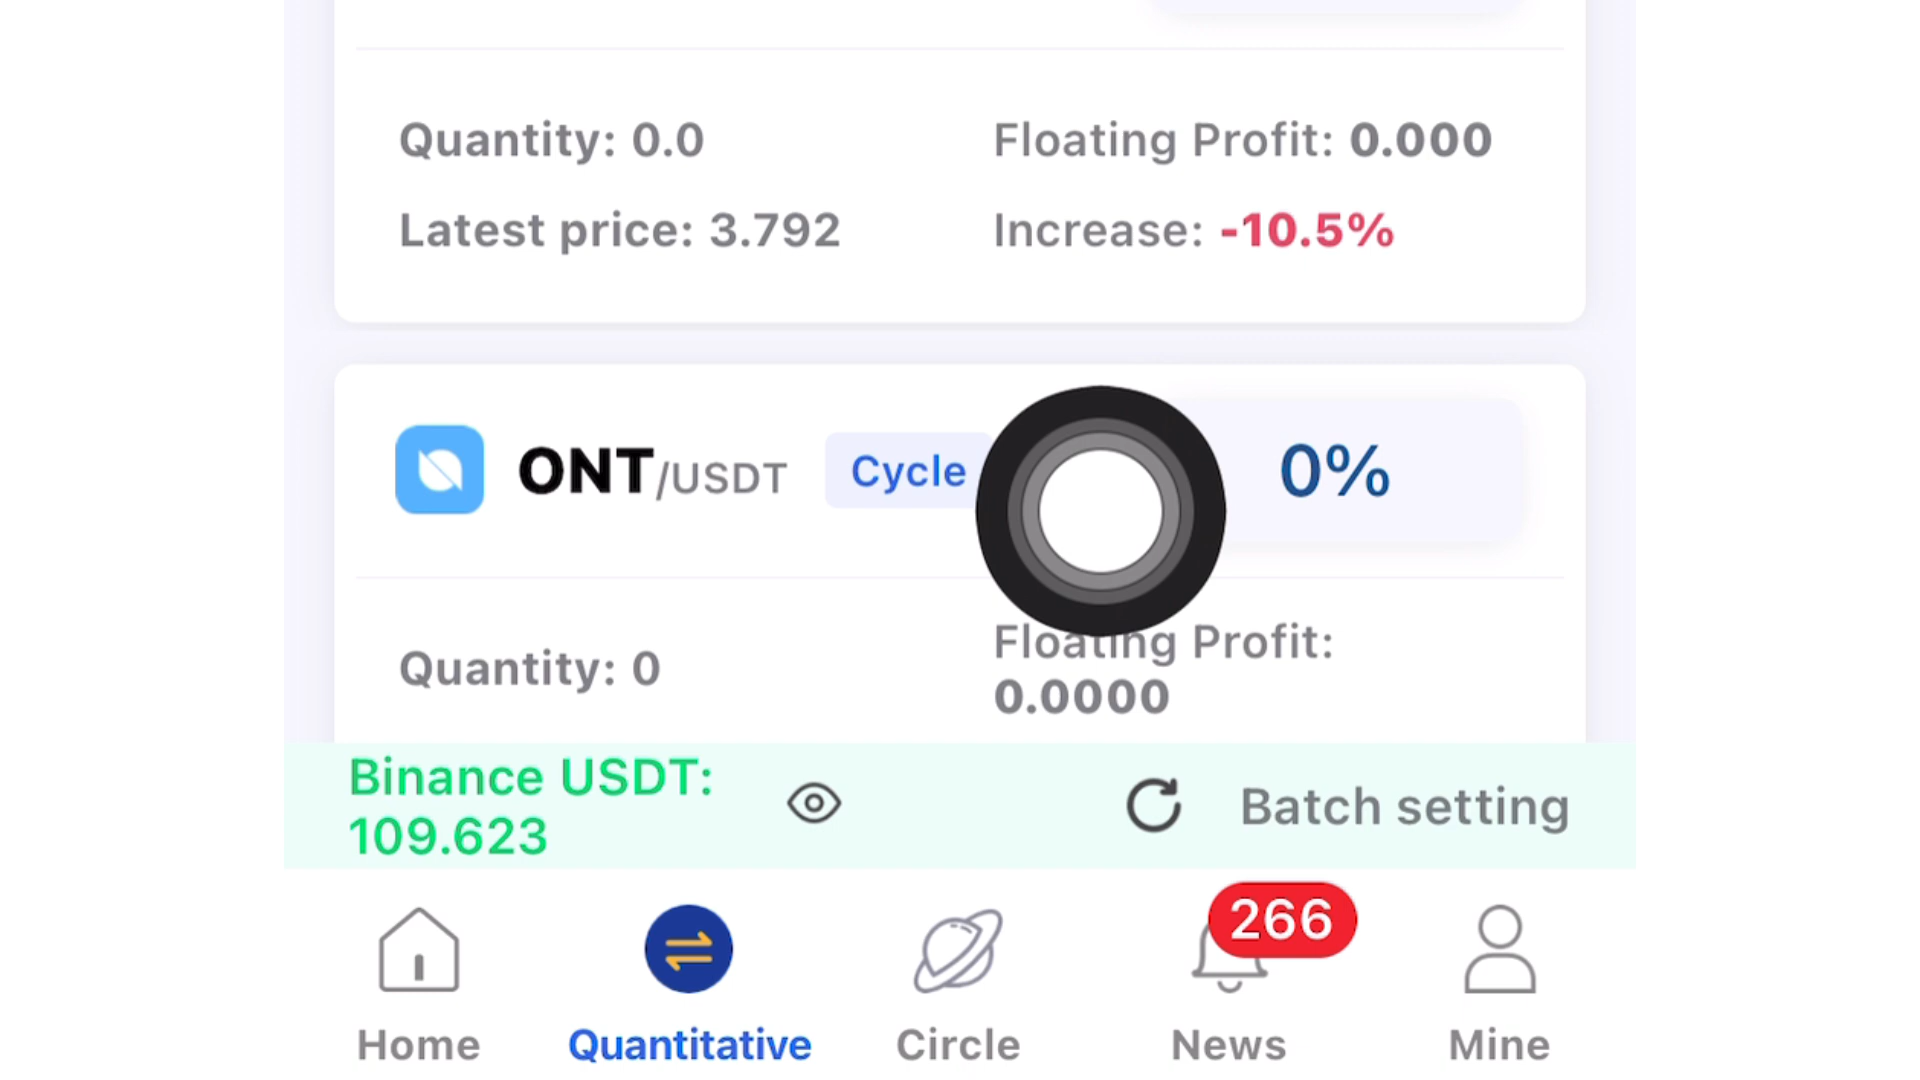 Quantity: 0.0
Floating Profit: 0.000
Latest price: 3.792
Increase: -10.5%
ONT/USDT
Cycle
0%
Quantity: 0
Floating Profit:
0.0000
Binance USDT:
109.623
Batch setting
266
Home
Quantitative
Circle
News
Mine